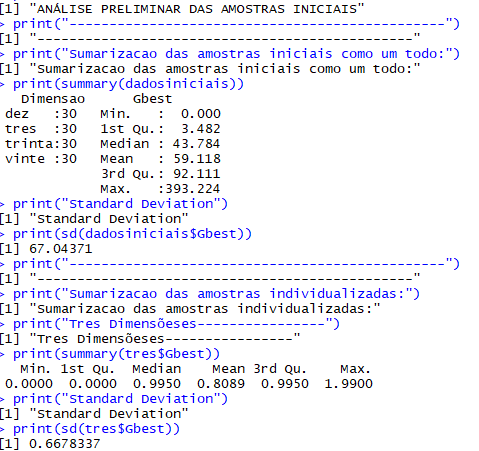 [1] "ANÁLISE PRELIMINAR DAS AMOSTRAS INICIAIS"
> print("-----------------------------------------------")
[1] "-----------------------------------------------"
> print("Sumarizacao das amostras iniciais como um todo:")
[1] "Sumarizacao das amostras iniciais como um todo:"
> print(summary(dadosiniciais))
Dimensao Gbest
dez :30 Min. : 0.000
tres :30 1st Qu.: 3.482
trinta:30 Median : 43.784
vinte :30 Mean : 59.118
3rd Qu.: 92.111
Max. :393.224
> print("Standard Deviation")
[1] "Standard Deviation"
> print(sd(dadosiniciais$Gbest))
[1] 67.04371
> print("-----------------------------------------------")
[1] "-----------------------------------------------"
> print("Sumarizacao das amostras individualizadas:")
[1] "Sumarizacao das amostras individualizadas:"
> print("Tres Dimensõeses----------------")
[1] "Tres Dimensõeses----------------"
> print(summary(tres$Gbest))
Min. 1st Qu. Median Mean 3rd Qu. Max.
0.0000 0.0000 0.9950 0.8089 0.9950 1.9900
> print("Standard Deviation")
[1] "Standard Deviation"
> print(sd(tres$Gbest))
[1] 0.6678337